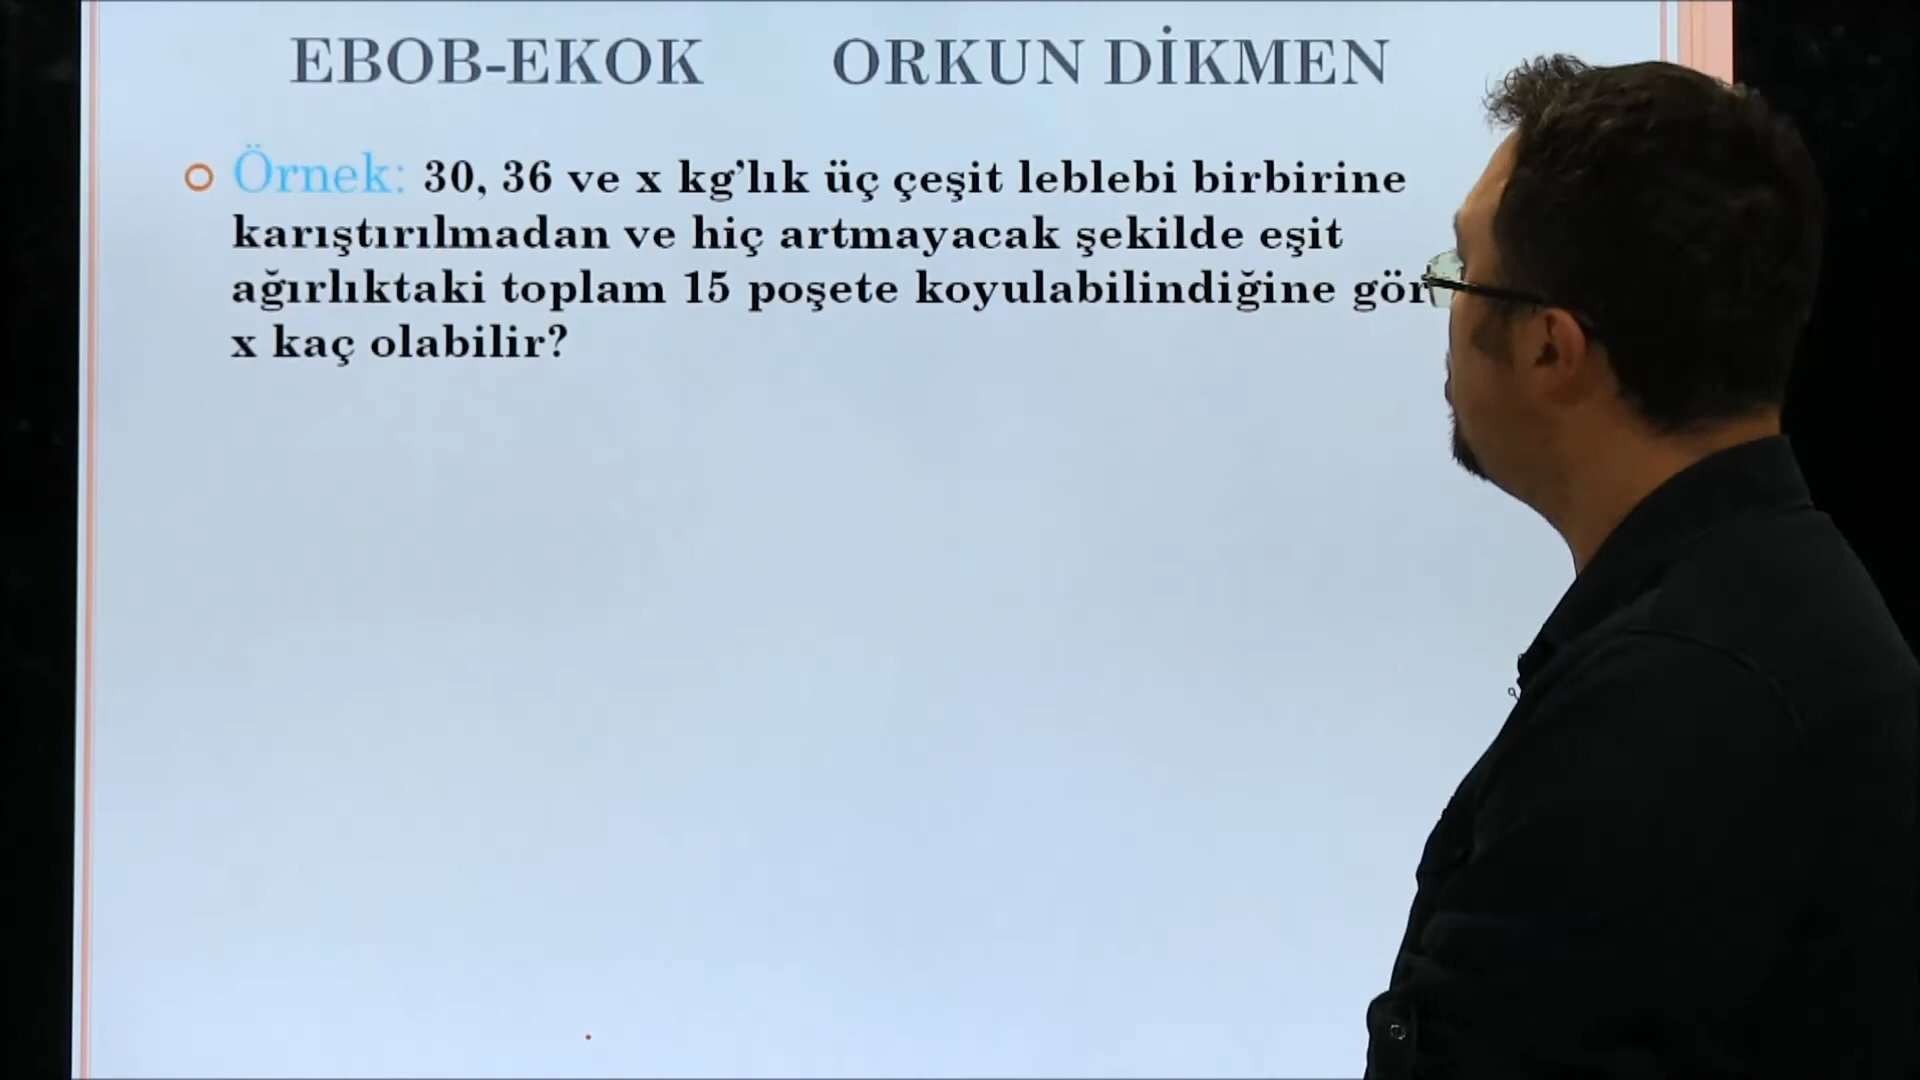 EBOB-EKOK ORKUN DİKMEN
Örnek: 30, 36 ve x kg’lık üç çeşit leblebi birbirine
karıştırılmadan ve hiç artmayacak şekilde eşit
ağırlıktaki toplam 15 poşete koyulabilindiğine gör
x kaç olabilir?